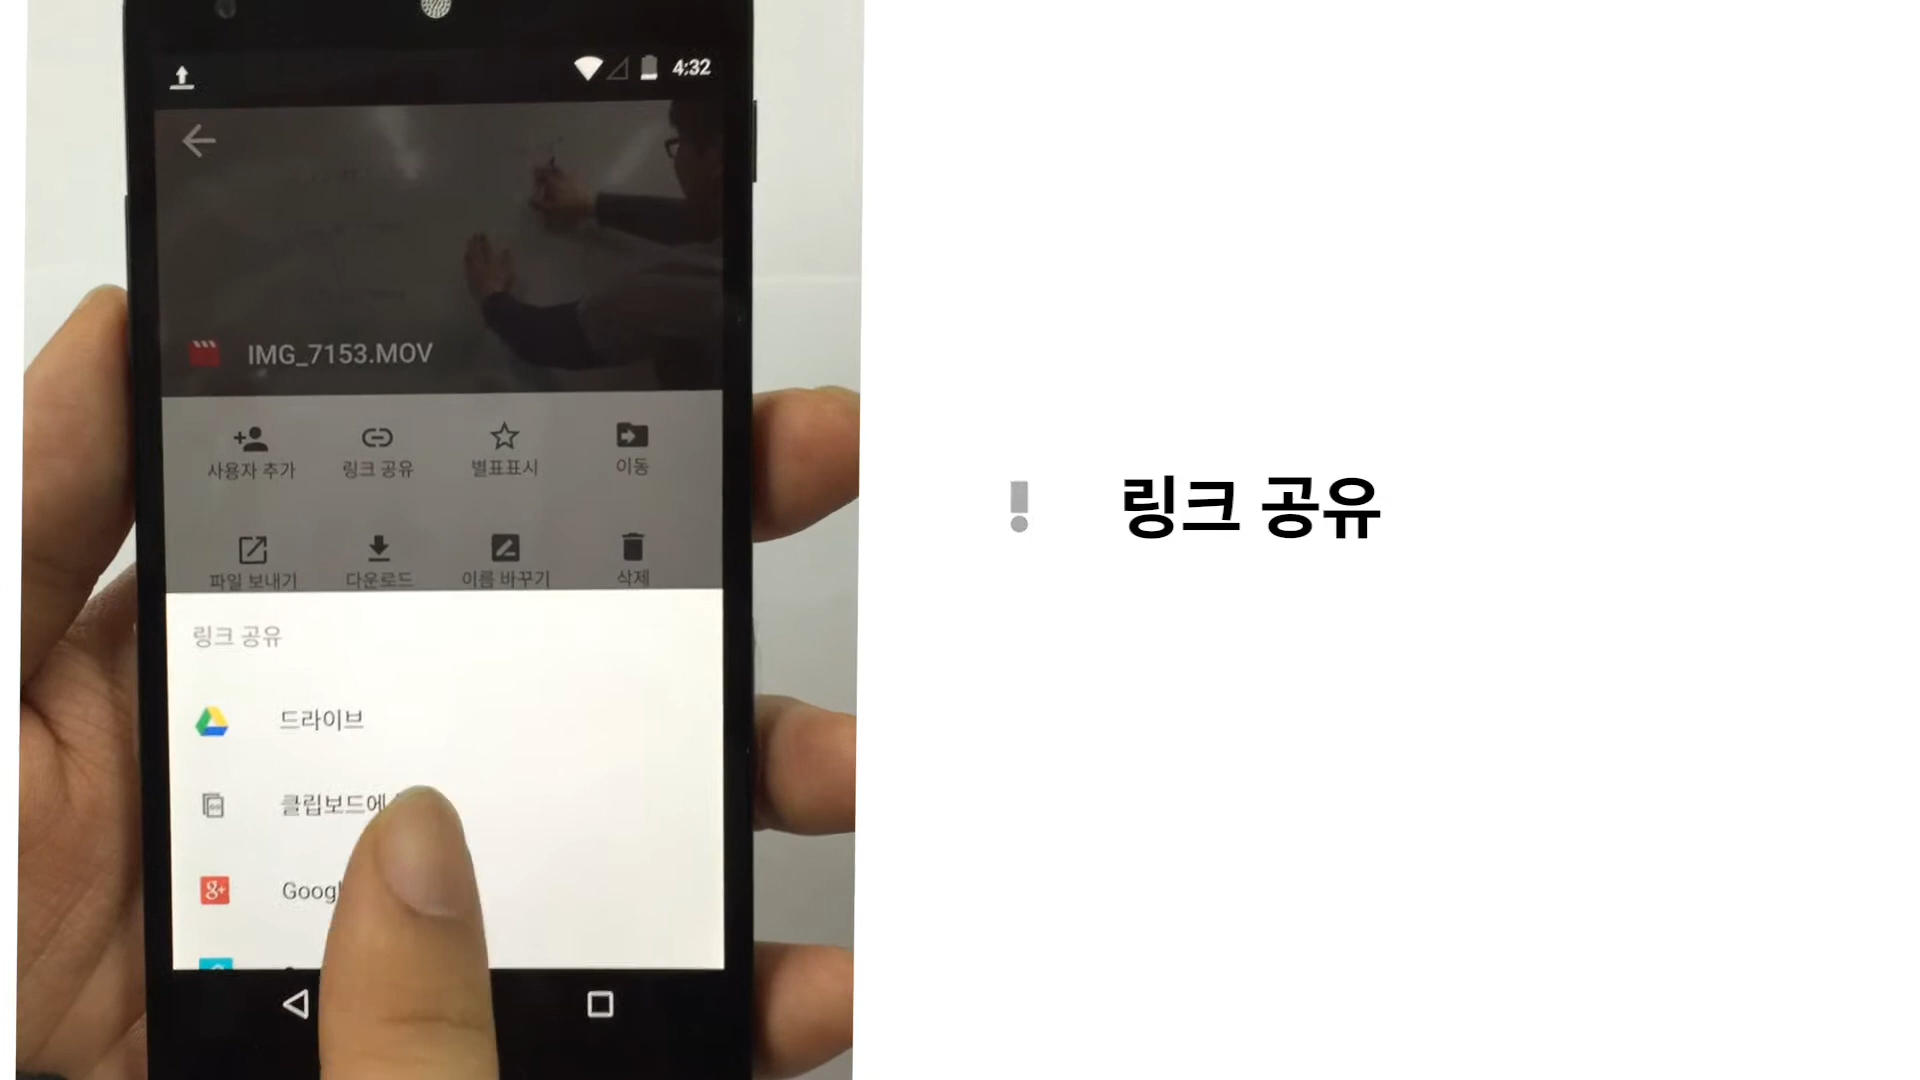 4:32
IMG_7153.MOV
사용자 추가 링크 공유 별표표시 이동
파일 보내기 다운로드 이름 바꾸기 삭제
링크 공유
드라이브
클립보드에
g+
! 링크 공유